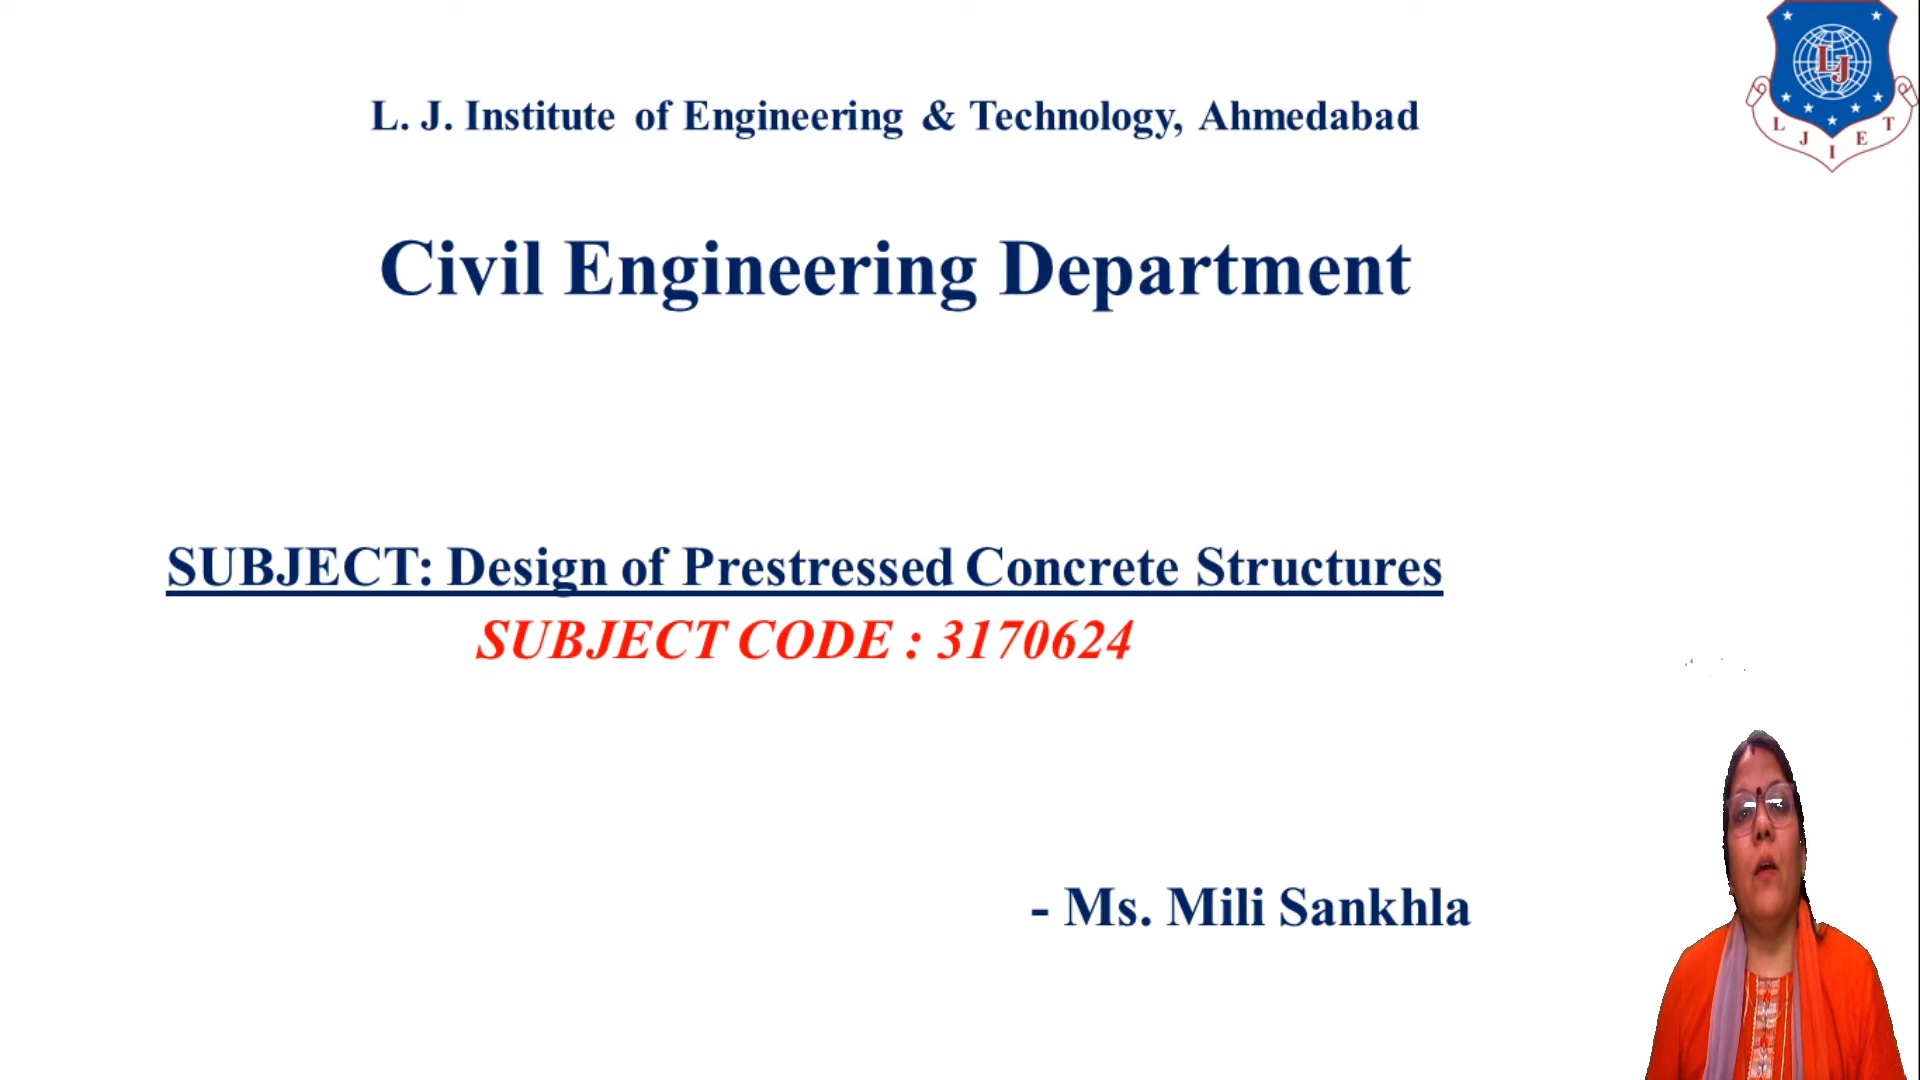 L. J. Institute of Engineering & Technology, Ahmedabad
LJ
L J I E T
Civil Engineering Department
SUBJECT: Design of Prestressed Concrete Structures
SUBJECT CODE : 3170624
- Ms. Mili Sankhla